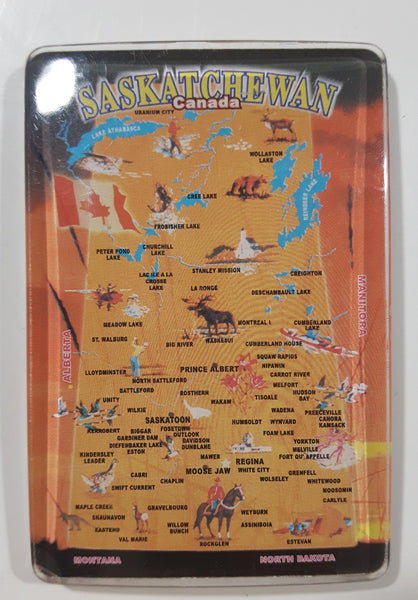 SASKATCHEWAN
Canada
URANIUM CITY
LAKE ATHABASCA
WOLLASTON
LAKE
CREE LAKE
REINDEER LAKE
FROBISHER LAKE
PETER POND
LAKE
CHURCHILL
LAKE
LAC ILE A LA
CROSSE
LAKE
STANLEY MISSION
CREIGHTON
LA RONGE
DESCHAMBAULT LAKE
MANITOBA
ALBERTA
MEADOW LAKE
MONTREAL L
CUMBERLAND
LAKE
ST. WALBURG
BIG RIVER
WASKESIU
CUMBERLAND HOUSE
SQUAW RAPIDS
LLOYDMINSTER
PRINCE ALBERT
NIPAWIN
CARROT RIVER
NORTH BATTLEFORD
BATTLEFORD
MELFORT
HUDSON
BAY
ROSTHERN
TISDALE
UNITY
WAKAW
WILKIE
WADENA
PREECEVILLE
CANORA
KAMSACK
SASKATOON
HUMBOLDT
WYNYARD
KERROBERT
BIGGAR
FOSETOWN
OUTLOOK
GARDINER DAM
DIEFENBAKER LAKE
DAVIDSON
DUNBLANE
FOAM LAKE
YORKTON
MELVILLE
KINDERSLEY
LEADER
ESTON
MAWER
REGINA
FORT QU' APPELLE
MOOSE JAW
WHITE CITY
GRENFELL
CABRI
CHAPLIN
WOLSELEY
WHITEWOOD
SWIFT CURRENT
MOOSOMIN
CARLYLE
MAPLE CREEK
GRAVELBOURG
WEYBURN
SHAUNAVON
EASTEND
WILLOW
BUNCH
ASSINIBOIA
VAL MARIE
ROCKGLEN
ESTEVAN
MONTANA
NORTH DAKOTA